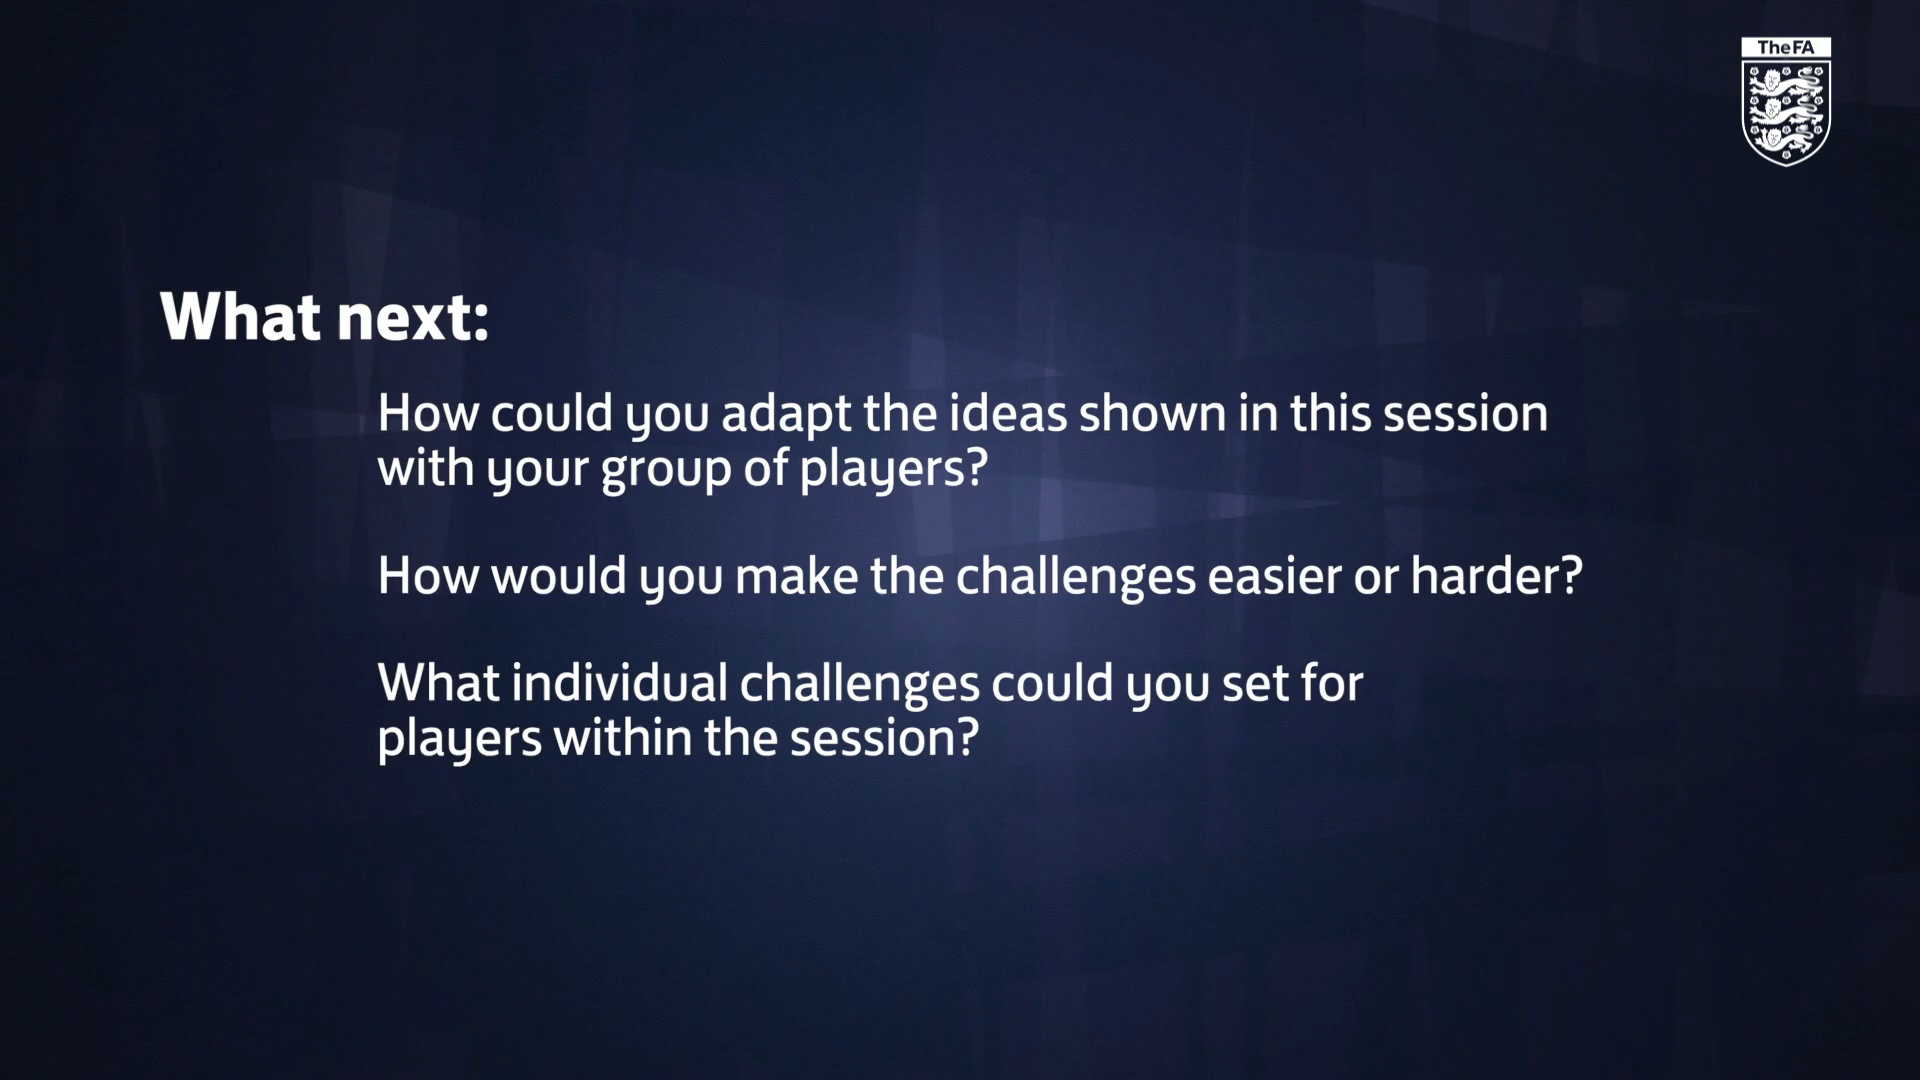 TheFA
What next:
How could you adapt the ideas shown in this session
with your group of players?
How would you make the challenges easier or harder?
What individual challenges could you set for
players within the session?